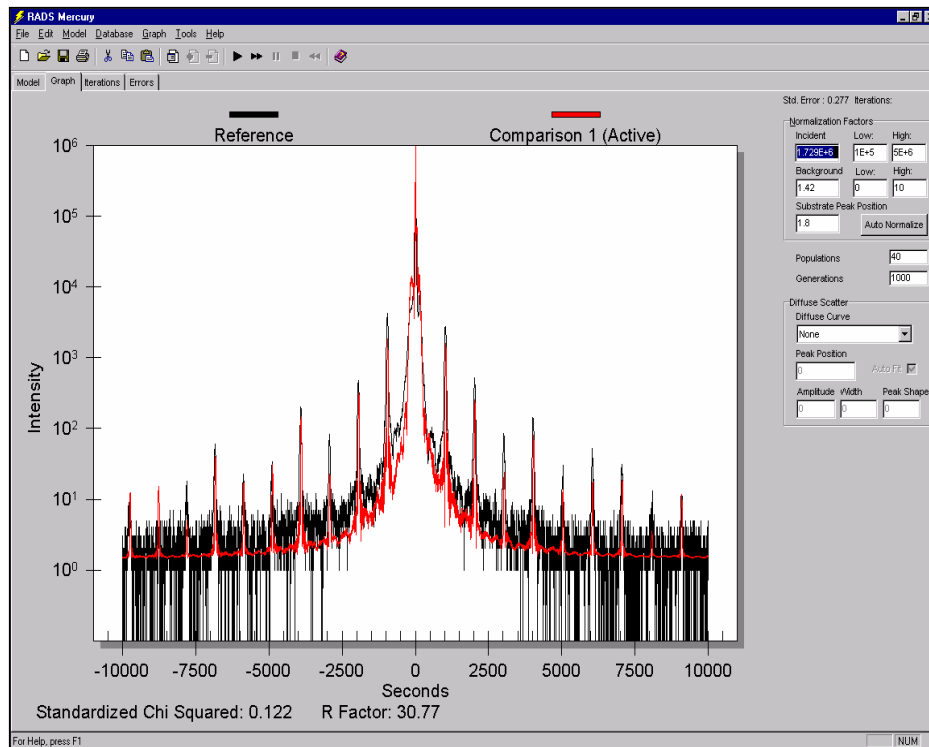 RADS Mercury
File Edit Model Database Graph Tools Help
Model Graph Iterations Errors
Std. Error : 0.277 Iterations:
Normalization Factors
Incident Low: High:
1.729E+6 1E+5 5E+6
Background Low: High:
1.42 0 10
Substrate Peak Position
1.8 Auto Normalize
Populations 40
Generations 1000
Diffuse Scatter
Diffuse Curve
None
Peak Position
0 Auto Fit
Amplitude Width Peak Shape
0 0 0
Reference Comparison 1 (Active)
10^6
10^5
10^4
10^3
10^2
10^1
10^0
Intensity
-10000 -7500 -5000 -2500 0 2500 5000 7500 10000
Seconds
Standardized Chi Squared: 0.122 R Factor: 30.77
For Help, press F1 NUM